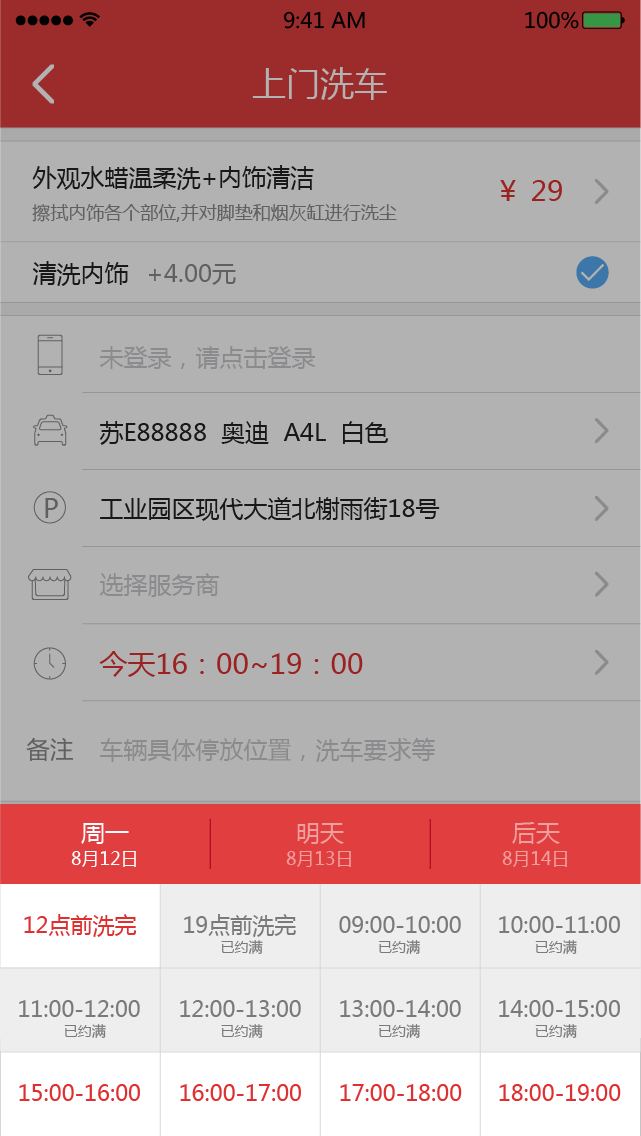 9:41 AM 100%
上门洗车
外观水蜡温柔洗+内饰清洁
¥ 29
擦拭内饰各个部位,并对脚垫和烟灰缸进行洗尘
清洗内饰 +4.00元
未登录，请点击登录
苏E88888 奥迪 A4L 白色
P 工业园区现代大道北榭雨街18号
选择服务商
今天16：00~19：00
备注 车辆具体停放位置，洗车要求等
周一 明天 后天
8月12日 8月13日 8月14日
12点前洗完 19点前洗完 09:00-10:00 10:00-11:00
已约满 已约满 已约满
11:00-12:00 12:00-13:00 13:00-14:00 14:00-15:00
已约满 已约满 已约满 已约满
15:00-16:00 16:00-17:00 17:00-18:00 18:00-19:00